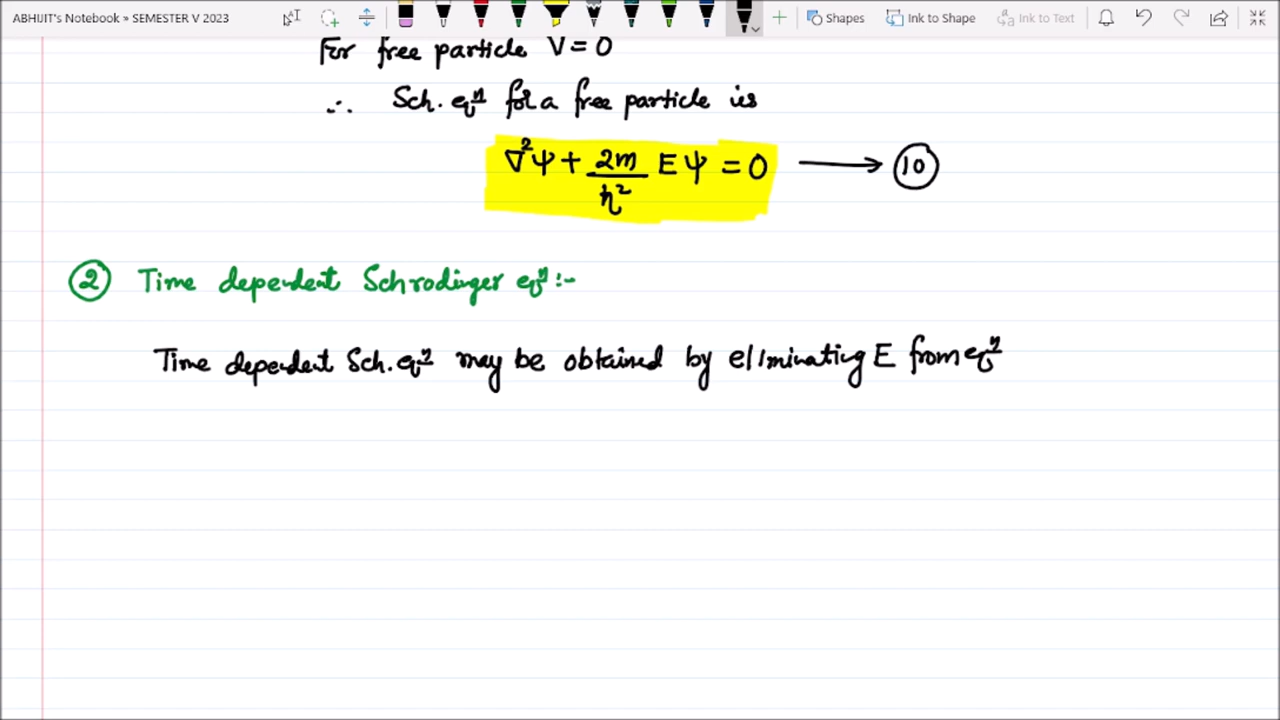 ABHIJIT's Notebook » SEMESTER V 2023
Shapes
Ink to Shape
Ink to Text
For free particle V = 0
∴ Sch. eqⁿ for a free particle is
∇²ψ + 2m/ħ² E ψ = 0 ⟶ 10
2 Time dependent Schrodinger eqⁿ :-
Time dependent Sch. eqⁿ may be obtained by eliminating E from eqⁿ